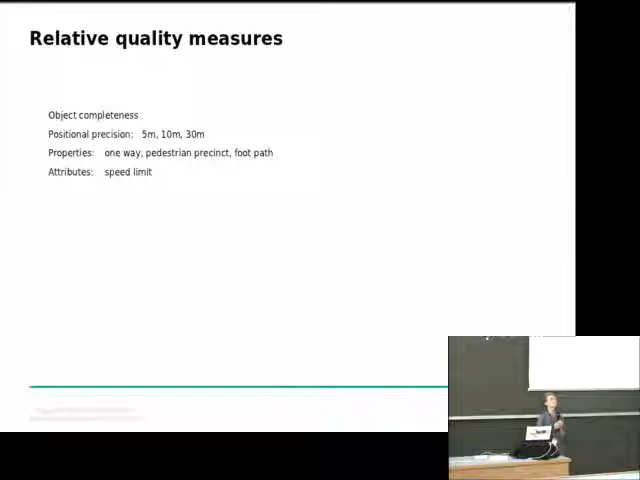 Relative quality measures
Object completeness
Positional precision: 5m, 10m, 30m
Properties: one way, pedestrian precinct, foot path
Attributes: speed limit